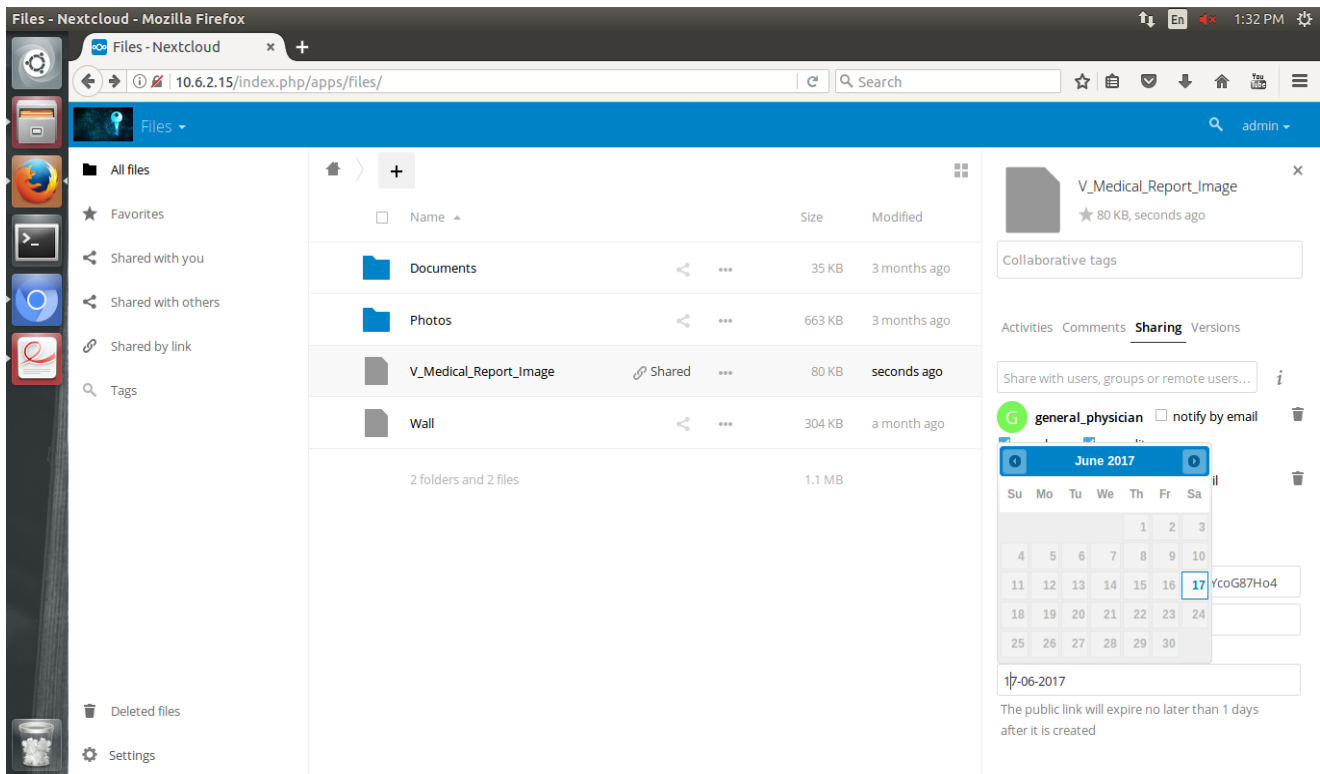 Files - Nextcloud - Mozilla Firefox
En
1:32 PM
Files - Nextcloud
10.6.2.15/index.php/apps/files/
Search
You
Tube
Files
admin
All files
Favorites
Shared with you
Shared with others
Shared by link
Tags
Deleted files
Settings
+
Name Size Modified
Documents 35 KB 3 months ago
Photos 663 KB 3 months ago
V_Medical_Report_Image Shared 80 KB seconds ago
Wall 304 KB a month ago
2 folders and 2 files 1.1 MB
V_Medical_Report_Image
80 KB, seconds ago
Collaborative tags
Activities Comments Sharing Versions
Share with users, groups or remote users...
i
G general_physician notify by email
June 2017
Su Mo Tu We Th Fr Sa
1 2 3
4 5 6 7 8 9 10
11 12 13 14 15 16 17
18 19 20 21 22 23 24
25 26 27 28 29 30
YcoG87Ho4
17-06-2017
The public link will expire no later than 1 days
after it is created